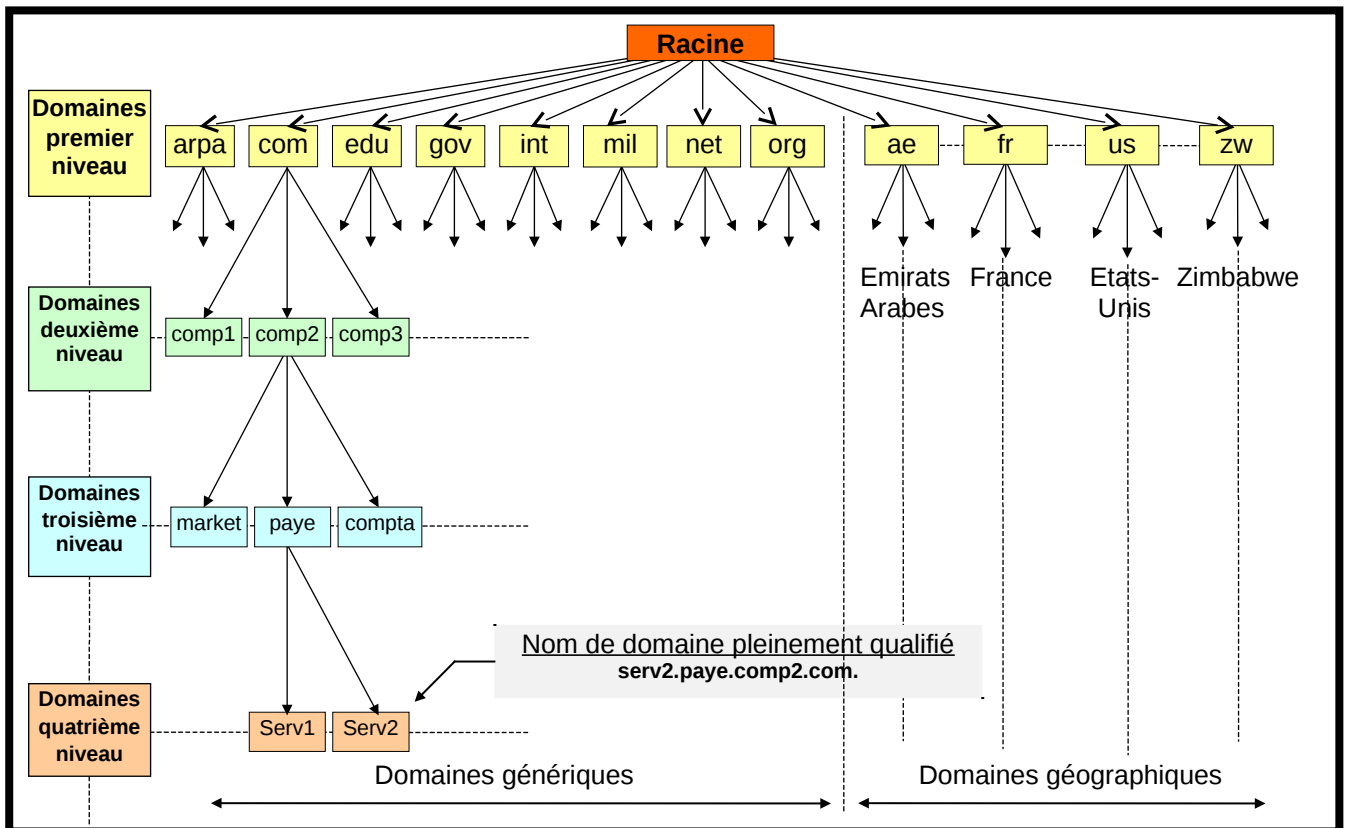 Racine
Domaines
premier
niveau
arpa com edu gov int mil net org ae fr us zw
Emirats
Arabes
France
Etats-
Unis
Zimbabwe
Domaines
deuxième
niveau
comp1 comp2 comp3
Domaines
troisième
niveau
market paye compta
Nom de domaine pleinement qualifié
serv2.paye.comp2.com.
Domaines
quatrième
niveau
Serv1 Serv2
Domaines génériques
Domaines géographiques